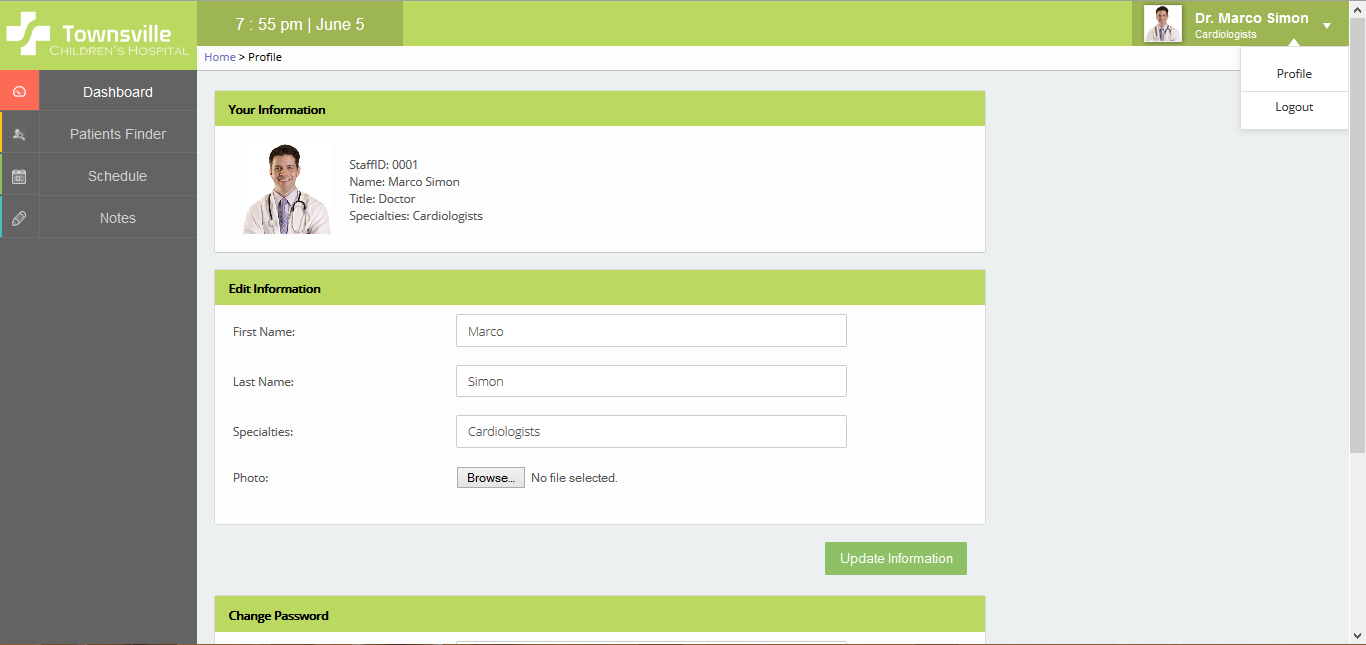 Townsville
CHILDREN'S HOSPITAL
7 : 55 pm | June 5
Dr. Marco Simon
Cardiologists
Profile
Logout
Home > Profile
Dashboard
Patients Finder
Schedule
Notes
Your Information
StaffID: 0001
Name: Marco Simon
Title: Doctor
Specialties: Cardiologists
Edit Information
First Name: Marco
Last Name: Simon
Specialties: Cardiologists
Photo: Browse... No file selected.
Update Information
Change Password